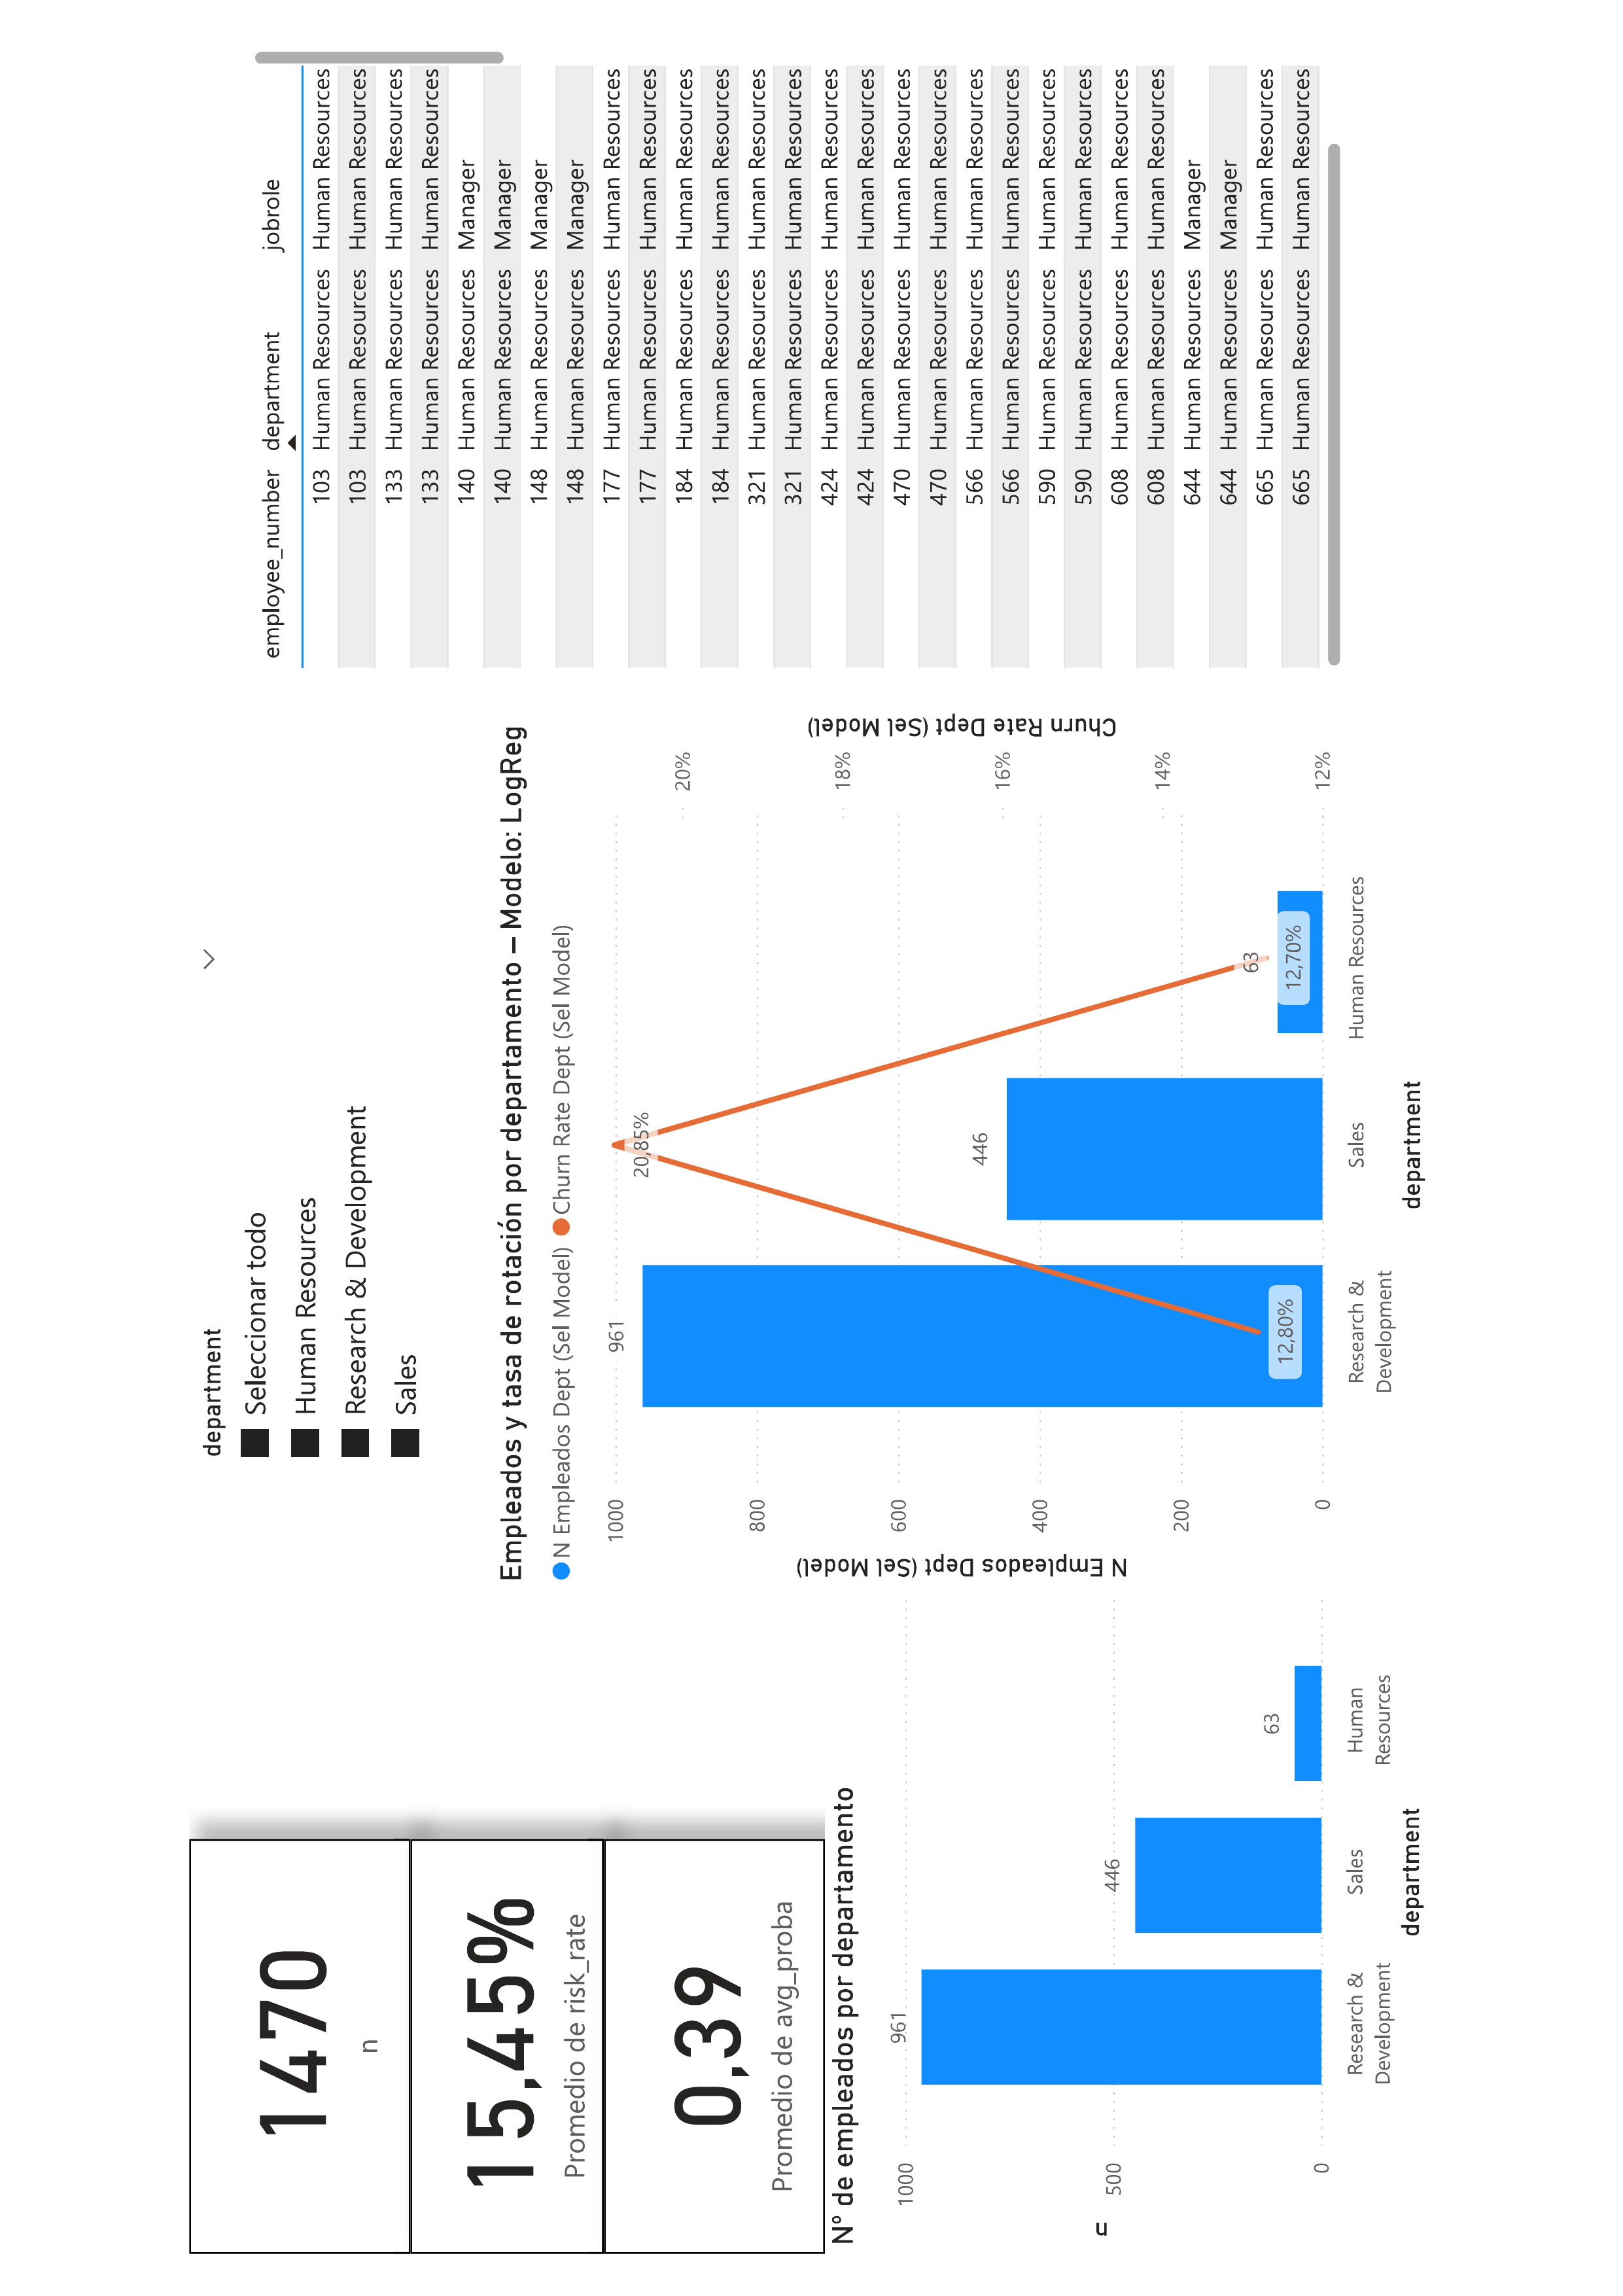 1470
n
15,45%
Promedio de risk_rate
0,39
Promedio de avg_proba
department
Seleccionar todo
Human Resources
Research & Development
Sales
Nº de empleados por departamento
n
1000
500
0
961
446
63
Research &
Development
Sales
Human
Resources
department
Empleados y tasa de rotación por departamento – Modelo: LogReg
N Empleados Dept (Sel Model) Churn Rate Dept (Sel Model)
N Empleados Dept (Sel Model)
1000
800
600
400
200
0
961
446
63
12,80%
20,85%
12,70%
20%
18%
16%
14%
12%
Churn Rate Dept (Sel Model)
Research &
Development
Sales
Human Resources
department
employee_number department jobrole
103 Human Resources Human Resources
103 Human Resources Human Resources
133 Human Resources Human Resources
133 Human Resources Human Resources
140 Human Resources Manager
140 Human Resources Manager
148 Human Resources Manager
148 Human Resources Manager
177 Human Resources Human Resources
177 Human Resources Human Resources
184 Human Resources Human Resources
184 Human Resources Human Resources
321 Human Resources Human Resources
321 Human Resources Human Resources
424 Human Resources Human Resources
424 Human Resources Human Resources
470 Human Resources Human Resources
470 Human Resources Human Resources
566 Human Resources Human Resources
566 Human Resources Human Resources
590 Human Resources Human Resources
590 Human Resources Human Resources
608 Human Resources Human Resources
608 Human Resources Human Resources
644 Human Resources Manager
644 Human Resources Manager
665 Human Resources Human Resources
665 Human Resources Human Resources